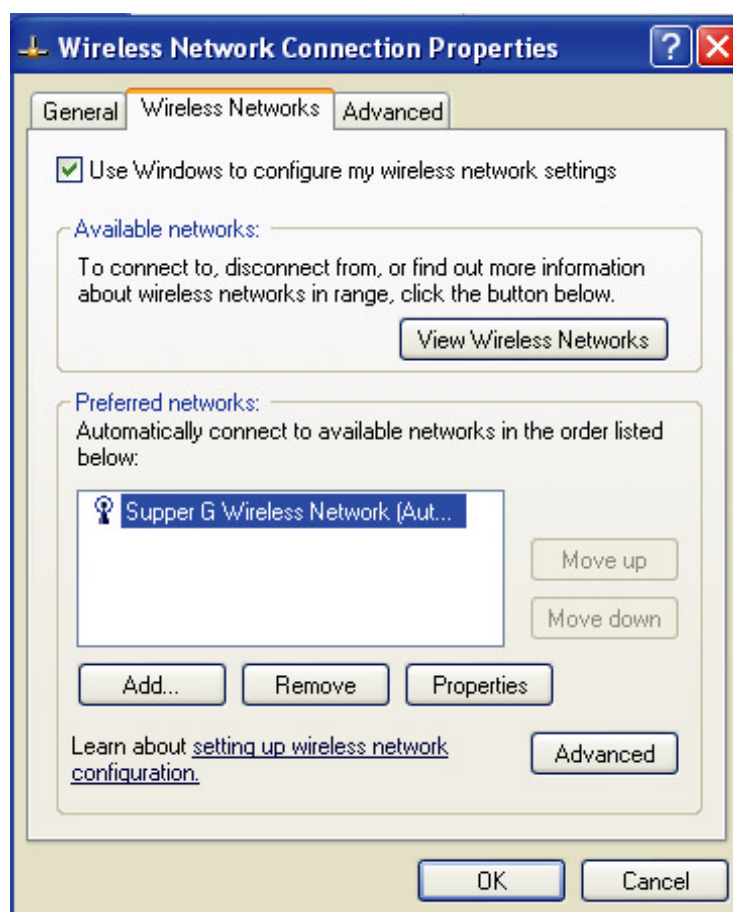 Wireless Network Connection Properties
General Wireless Networks Advanced
Use Windows to configure my wireless network settings
Available networks:
To connect to, disconnect from, or find out more information
about wireless networks in range, click the button below.
View Wireless Networks
Preferred networks:
Automatically connect to available networks in the order listed
below:
Supper G Wireless Network (Aut...
Move up
Move down
Add... Remove Properties
Learn about setting up wireless network
configuration.
Advanced
OK Cancel